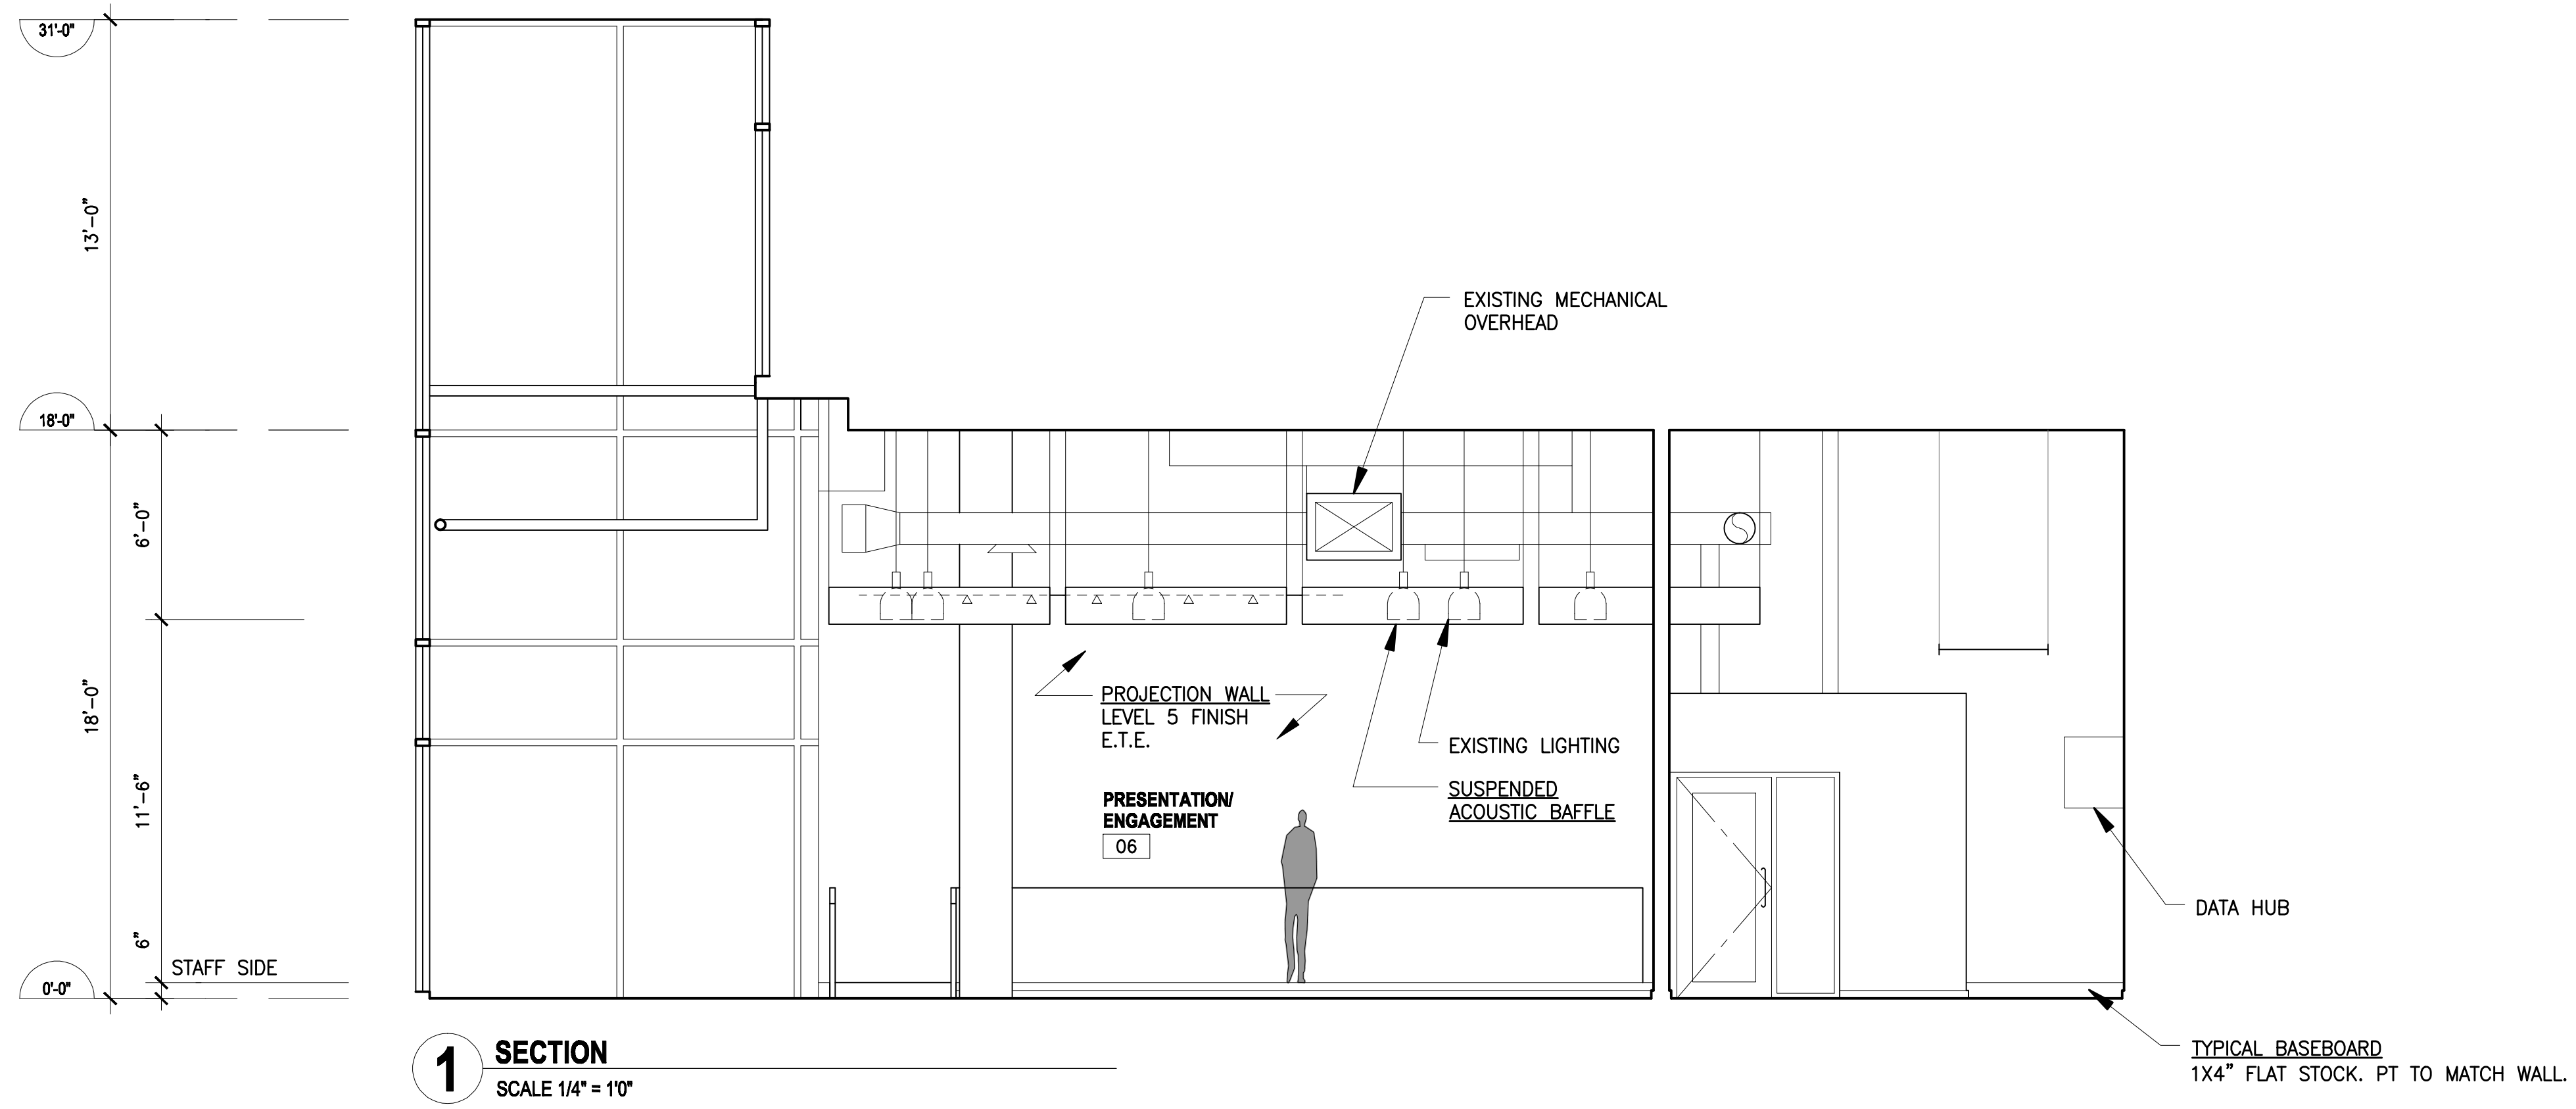 31'-0"
13'-0"
EXISTING MECHANICAL
OVERHEAD
18'-0"
6'-0"
18'-0"
11'-6"
6"
PROJECTION WALL
LEVEL 5 FINISH
E.T.E.
EXISTING LIGHTING
SUSPENDED
ACOUSTIC BAFFLE
PRESENTATION/
ENGAGEMENT
06
DATA HUB
STAFF SIDE
0'-0"
1
SECTION
SCALE 1/4" = 1'0"
TYPICAL BASEBOARD
1X4" FLAT STOCK. PT TO MATCH WALL.